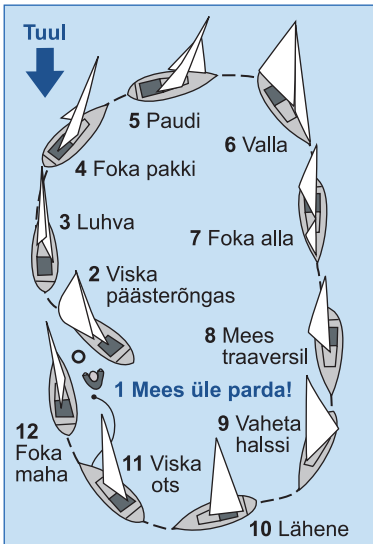 Tuul
5 Paudi
6 Valla
4 Foka pakki
3 Luhva
7 Foka alla
2 Viska
päästerõngas
8 Mees
traaversil
1 Mees üle parda!
9 Vaheta
halssi
12
Foka
maha
11 Viska
ots
10 Lähene